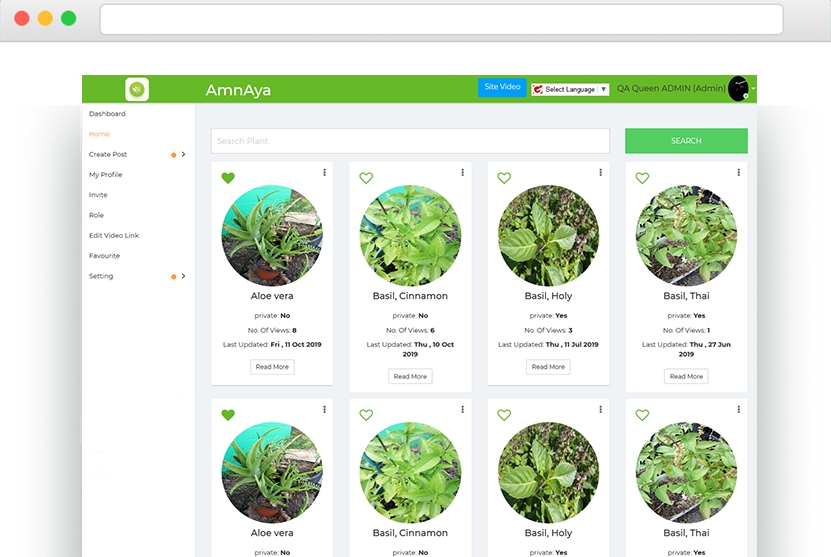 AmnAya
Site Video
Select Language ▼
QA Queen ADMIN (Admin)
Dashboard
Home
Create Post
My Profile
Invite
Role
Edit Video Link
Favourite
Setting
Search Plant
SEARCH
Aloe vera
private: No
No. Of Views: 8
Last Updated: Fri , 11 Oct 2019
Read More
Basil, Cinnamon
private: No
No. Of Views: 6
Last Updated: Thu , 10 Oct
2019
Read More
Basil, Holy
private: Yes
No. Of Views: 3
Last Updated: Thu , 11 Jul 2019
Read More
Basil, Thai
private: Yes
No. Of Views: 1
Last Updated: Thu , 27 Jun
2019
Read More
Aloe vera
private: No
Basil, Cinnamon
private: No
Basil, Holy
private: Yes
Basil, Thai
private: Yes